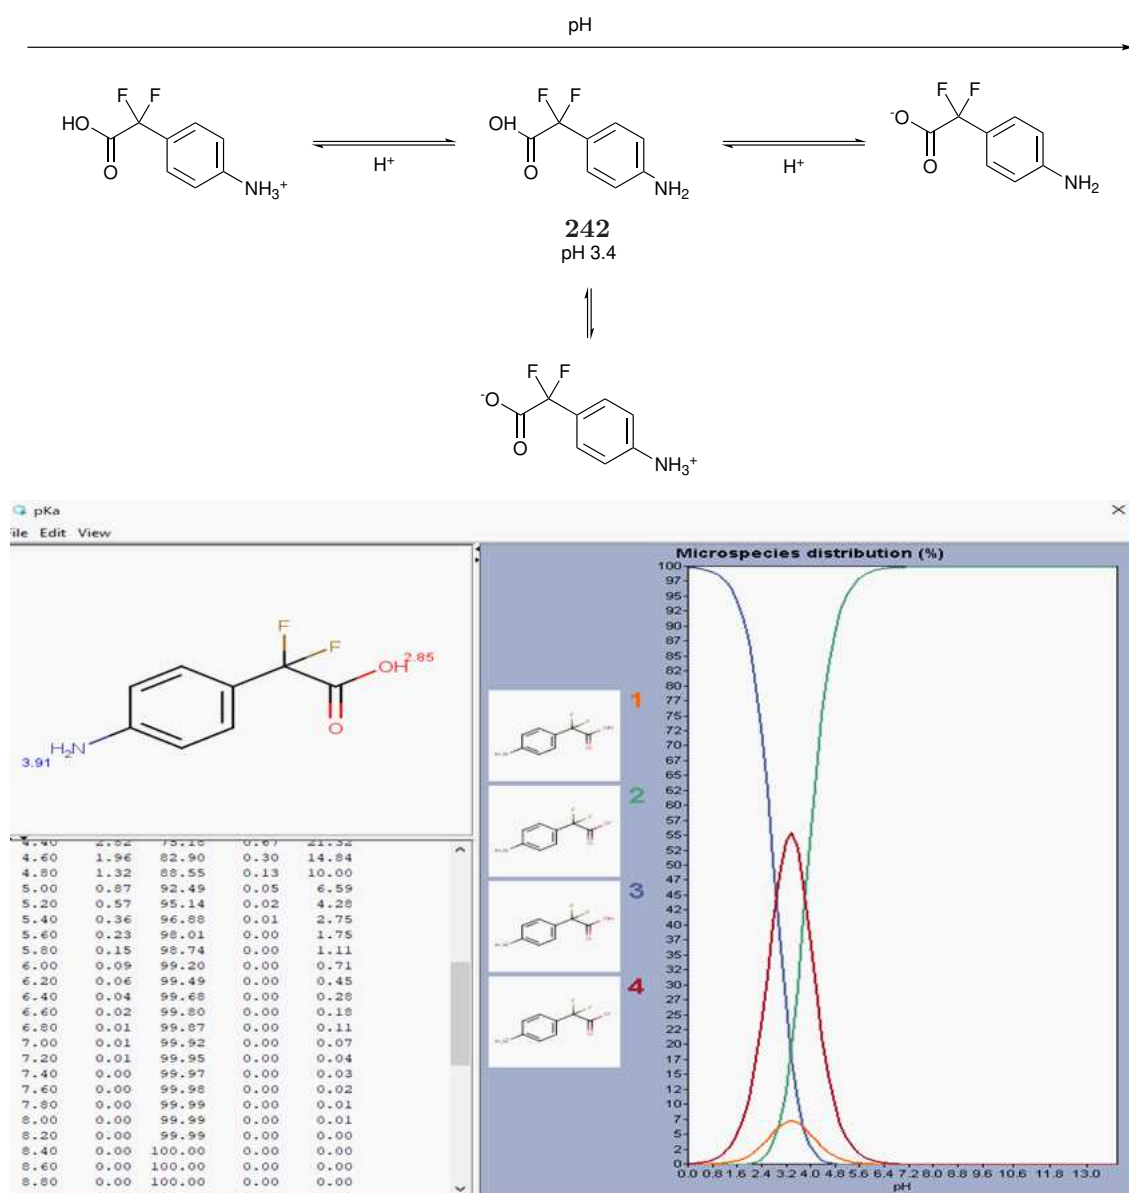 pH
F F
HO
O
NH3+
H+
F F
OH
O
NH2
H+
F F
-O
O
NH2
242
pH 3.4
F F
-O
O
NH3+
pKa
File Edit View
F
F
OH 2.85
O
H2N
3.91
4.60 1.96 82.90 0.30 14.84
4.80 1.32 88.55 0.13 10.00
5.00 0.87 92.49 0.05 6.59
5.20 0.57 95.14 0.02 4.28
5.40 0.36 96.88 0.01 2.75
5.60 0.23 98.01 0.00 1.75
5.80 0.15 98.74 0.00 1.11
6.00 0.09 99.20 0.00 0.71
6.20 0.06 99.49 0.00 0.45
6.40 0.04 99.68 0.00 0.28
6.60 0.02 99.80 0.00 0.18
6.80 0.01 99.87 0.00 0.11
7.00 0.01 99.92 0.00 0.07
7.20 0.01 99.95 0.00 0.04
7.40 0.00 99.97 0.00 0.03
7.60 0.00 99.98 0.00 0.02
7.80 0.00 99.99 0.00 0.01
8.00 0.00 99.99 0.00 0.01
8.20 0.00 99.99 0.00 0.00
8.40 0.00 100.00 0.00 0.00
8.60 0.00 100.00 0.00 0.00
8.80 0.00 100.00 0.00 0.00
1
2
3
4
Microspecies distribution (%)
100
97
95
92
90
87
85
82
80
77
75
72
70
67
65
62
60
57
55
52
50
47
45
42
40
37
35
32
30
27
25
22
20
17
15
12
10
7
5
2
0
0.0 0.8 1.6 2.4 3.2 4.0 4.8 5.6 6.4 7.2 8.0 8.8 9.6 10.6 11.8 13.0
pH